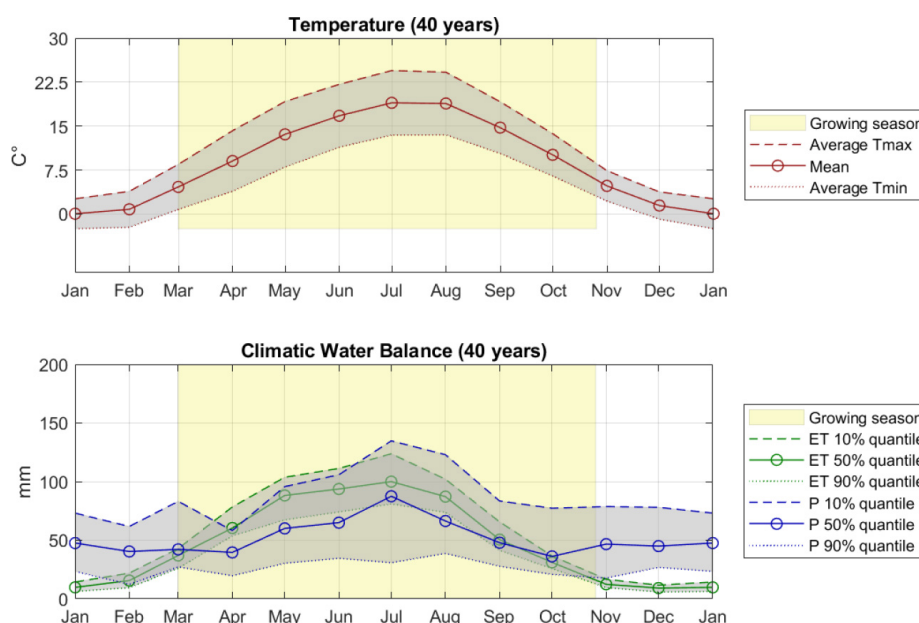 Temperature (40 years)
30
22.5
15
7.5
0
C°
Jan Feb Mar Apr May Jun Jul Aug Sep Oct Nov Dec Jan
Growing season
Average Tmax
Mean
Average Tmin
Climatic Water Balance (40 years)
200
150
100
50
0
mm
Jan Feb Mar Apr May Jun Jul Aug Sep Oct Nov Dec Jan
Growing season
ET 10% quantile
ET 50% quantile
ET 90% quantile
P 10% quantile
P 50% quantile
P 90% quantile